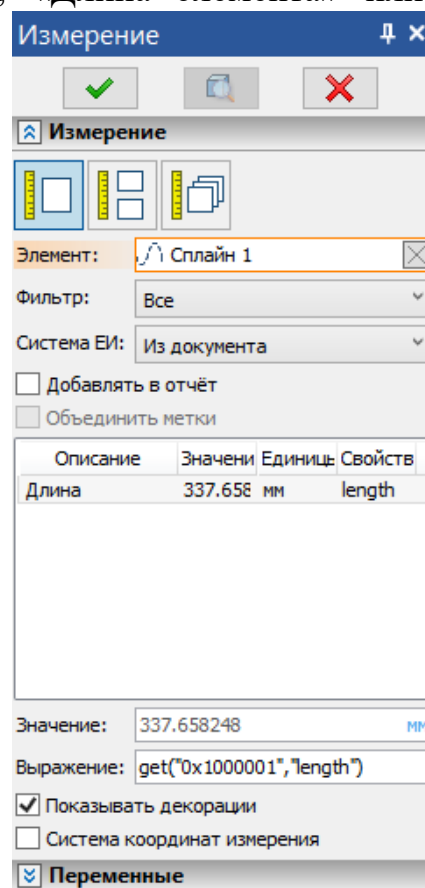 Измерение
Измерение
Элемент: Сплайн 1
Фильтр: Все
Система ЕИ: Из документа
Добавлять в отчёт
Объединить метки
Описание Значени Единиць Свойств
Длина 337.658 мм length
Значение: 337.658248 мм
Выражение: get("0x1000001","length")
Показывать декорации
Система координат измерения
Переменные